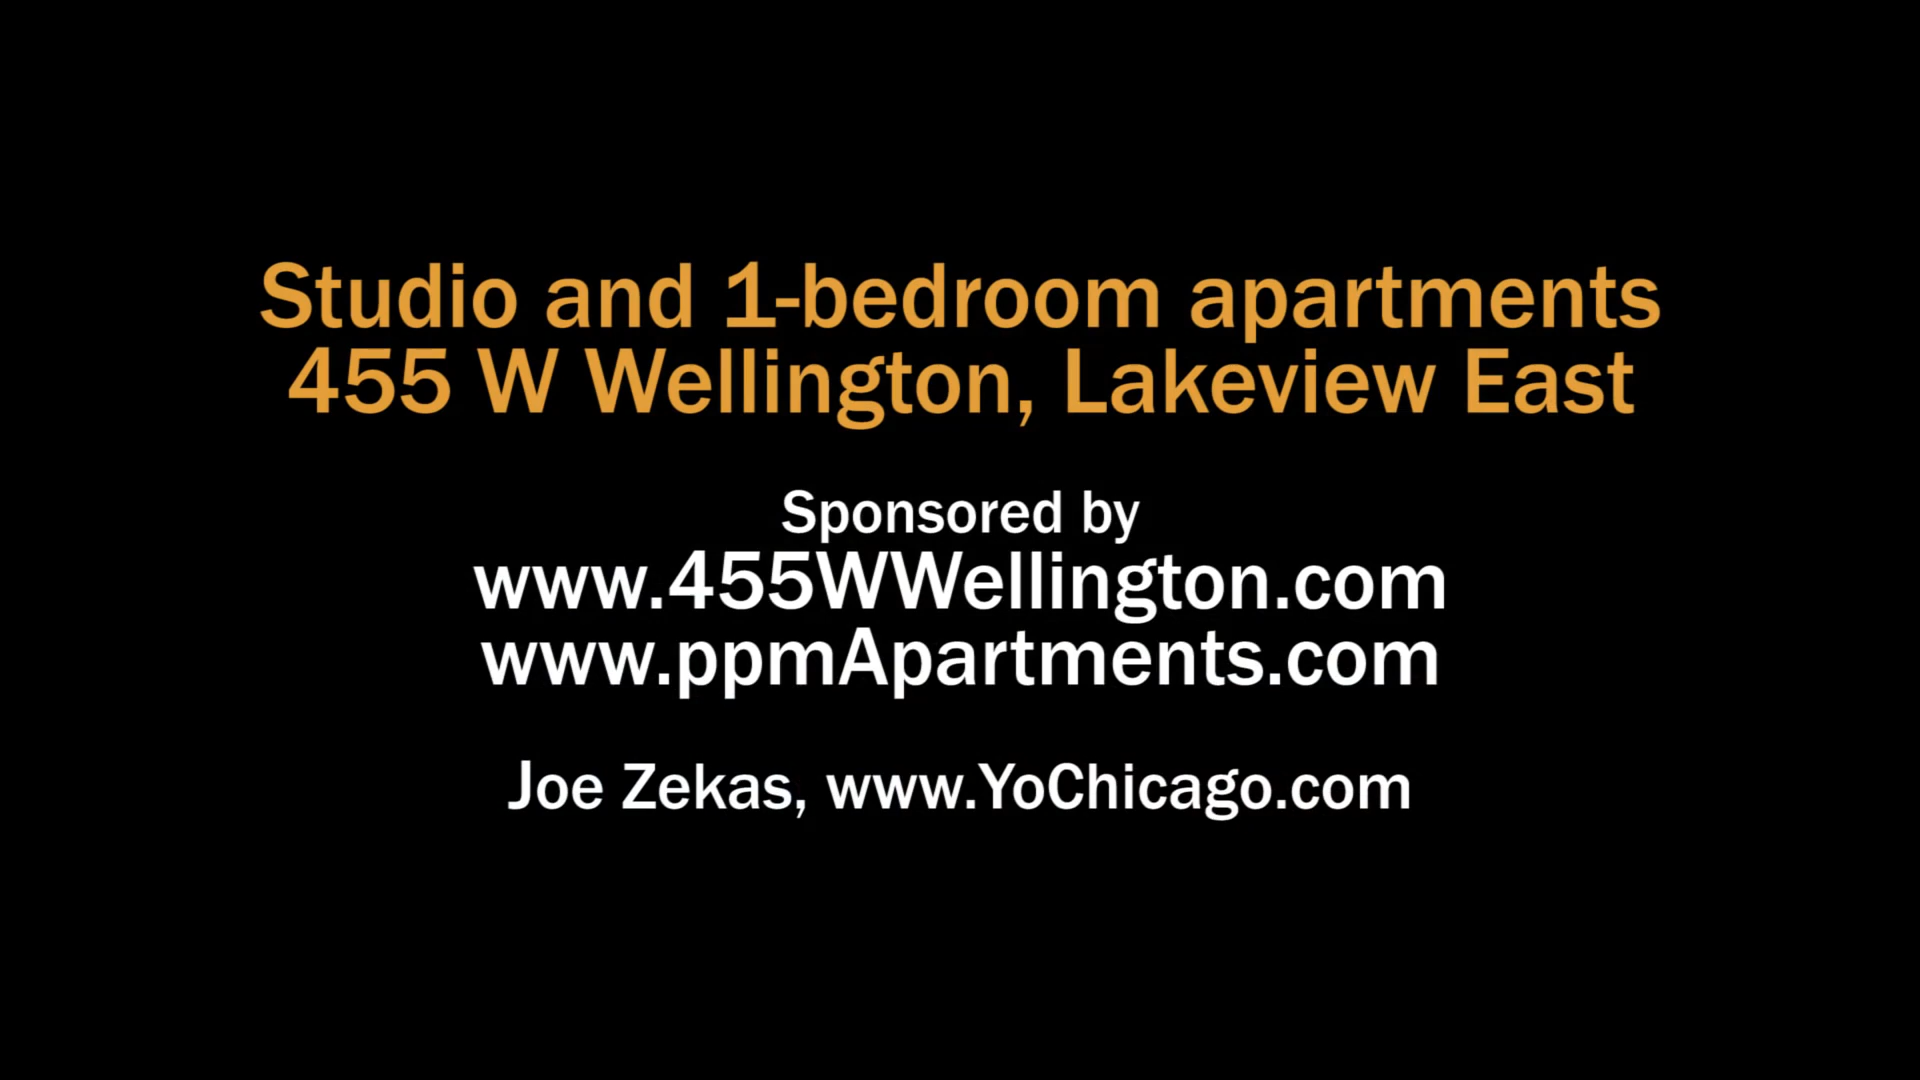 Studio and 1-bedroom apartments
455 W Wellington, Lakeview East
Sponsored by
www.455WWellington.com
www.ppmApartments.com
Joe Zekas, www.YoChicago.com